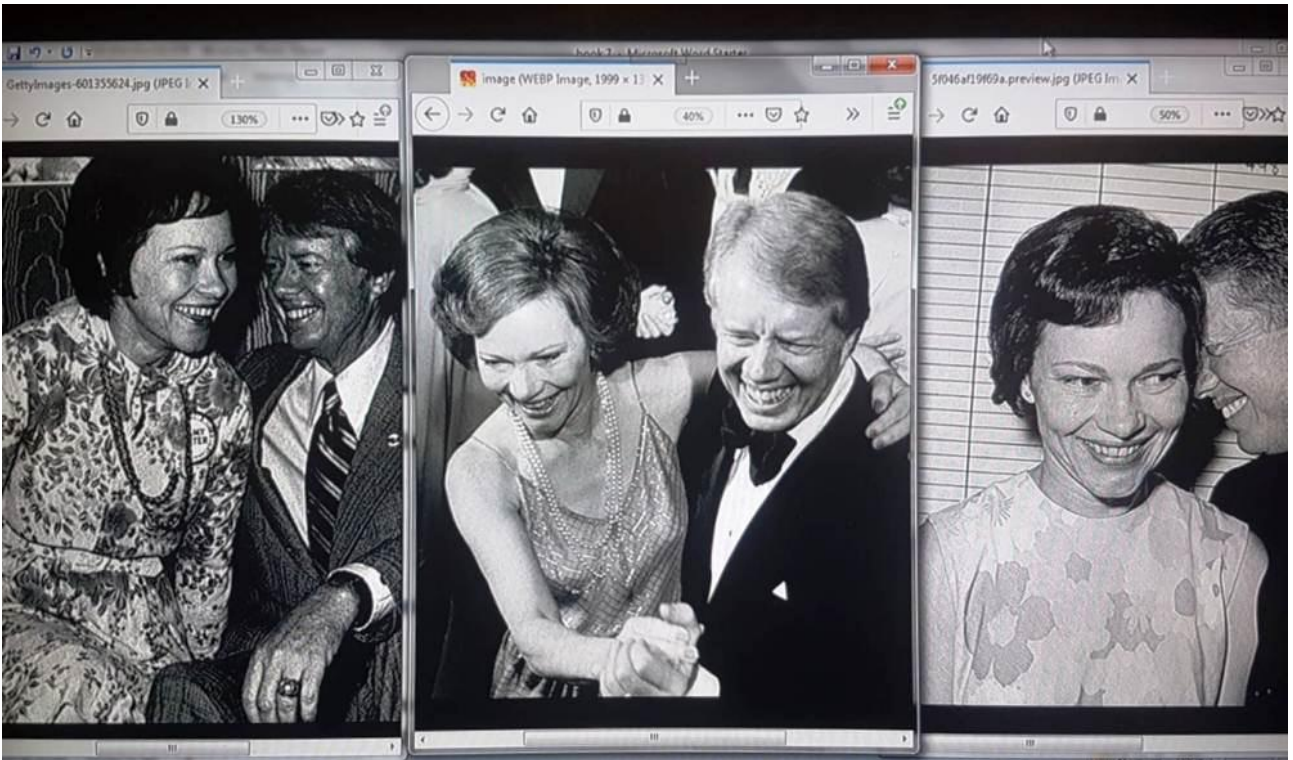 book 7 - Microsoft Word Starter
GettyImages-601355624.jpg (JPEG I
130%
image (WEBP Image, 1999 × 13
40%
5f046af19f69a.preview.jpg (JPEG Im
50%